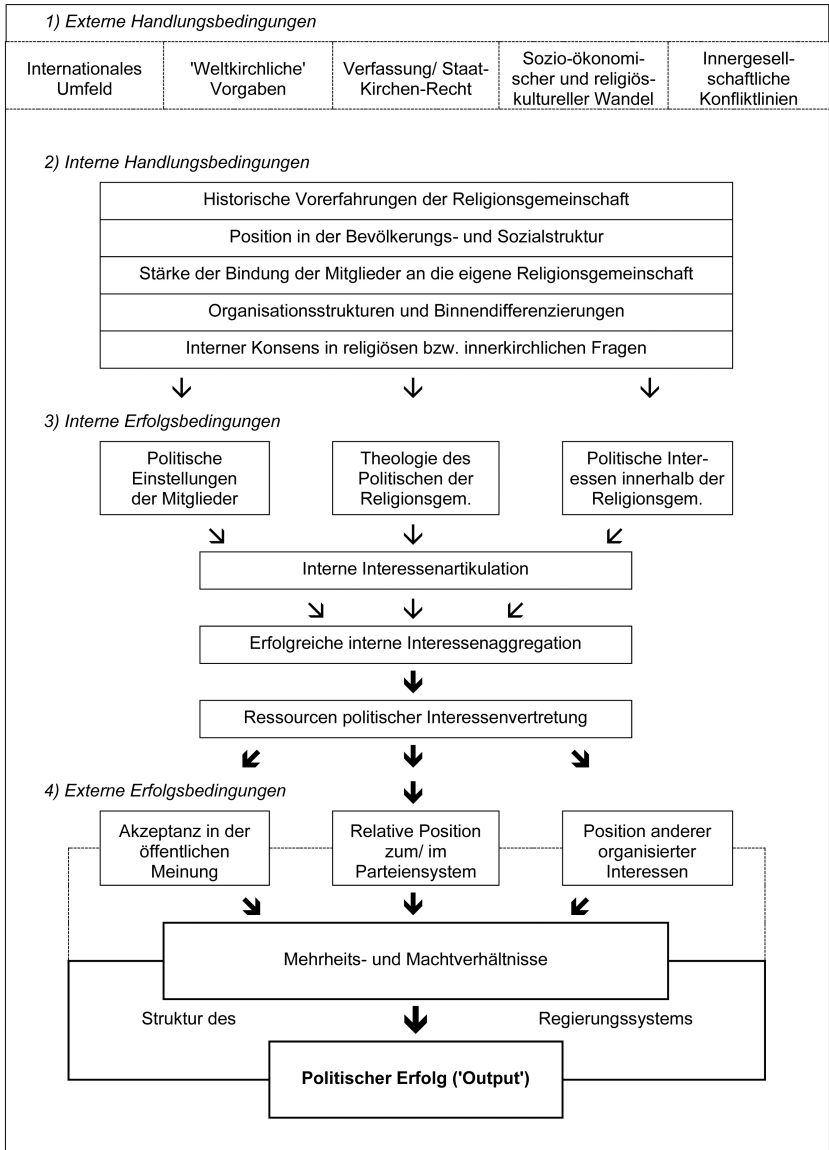 1) Externe Handlungsbedingungen
Internationales
Umfeld
'Weltkirchliche'
Vorgaben
Verfassung/ Staat-
Kirchen-Recht
Sozio-ökonomi-
scher und religiös-
kultureller Wandel
Innergesell-
schaftliche
Konfliktlinien
2) Interne Handlungsbedingungen
Historische Vorerfahrungen der Religionsgemeinschaft
Position in der Bevölkerungs- und Sozialstruktur
Stärke der Bindung der Mitglieder an die eigene Religionsgemeinschaft
Organisationsstrukturen und Binnendifferenzierungen
Interner Konsens in religiösen bzw. innerkirchlichen Fragen
3) Interne Erfolgsbedingungen
Politische
Einstellungen
der Mitglieder
Theologie des
Politischen der
Religionsgem.
Politische Inter-
essen innerhalb der
Religionsgem.
Interne Interessenartikulation
Erfolgreiche interne Interessenaggregation
Ressourcen politischer Interessenvertretung
4) Externe Erfolgsbedingungen
Akzeptanz in der
öffentlichen
Meinung
Relative Position
zum/ im
Parteiensystem
Position anderer
organisierter
Interessen
Mehrheits- und Machtverhältnisse
Struktur des
Regierungssystems
Politischer Erfolg ('Output')